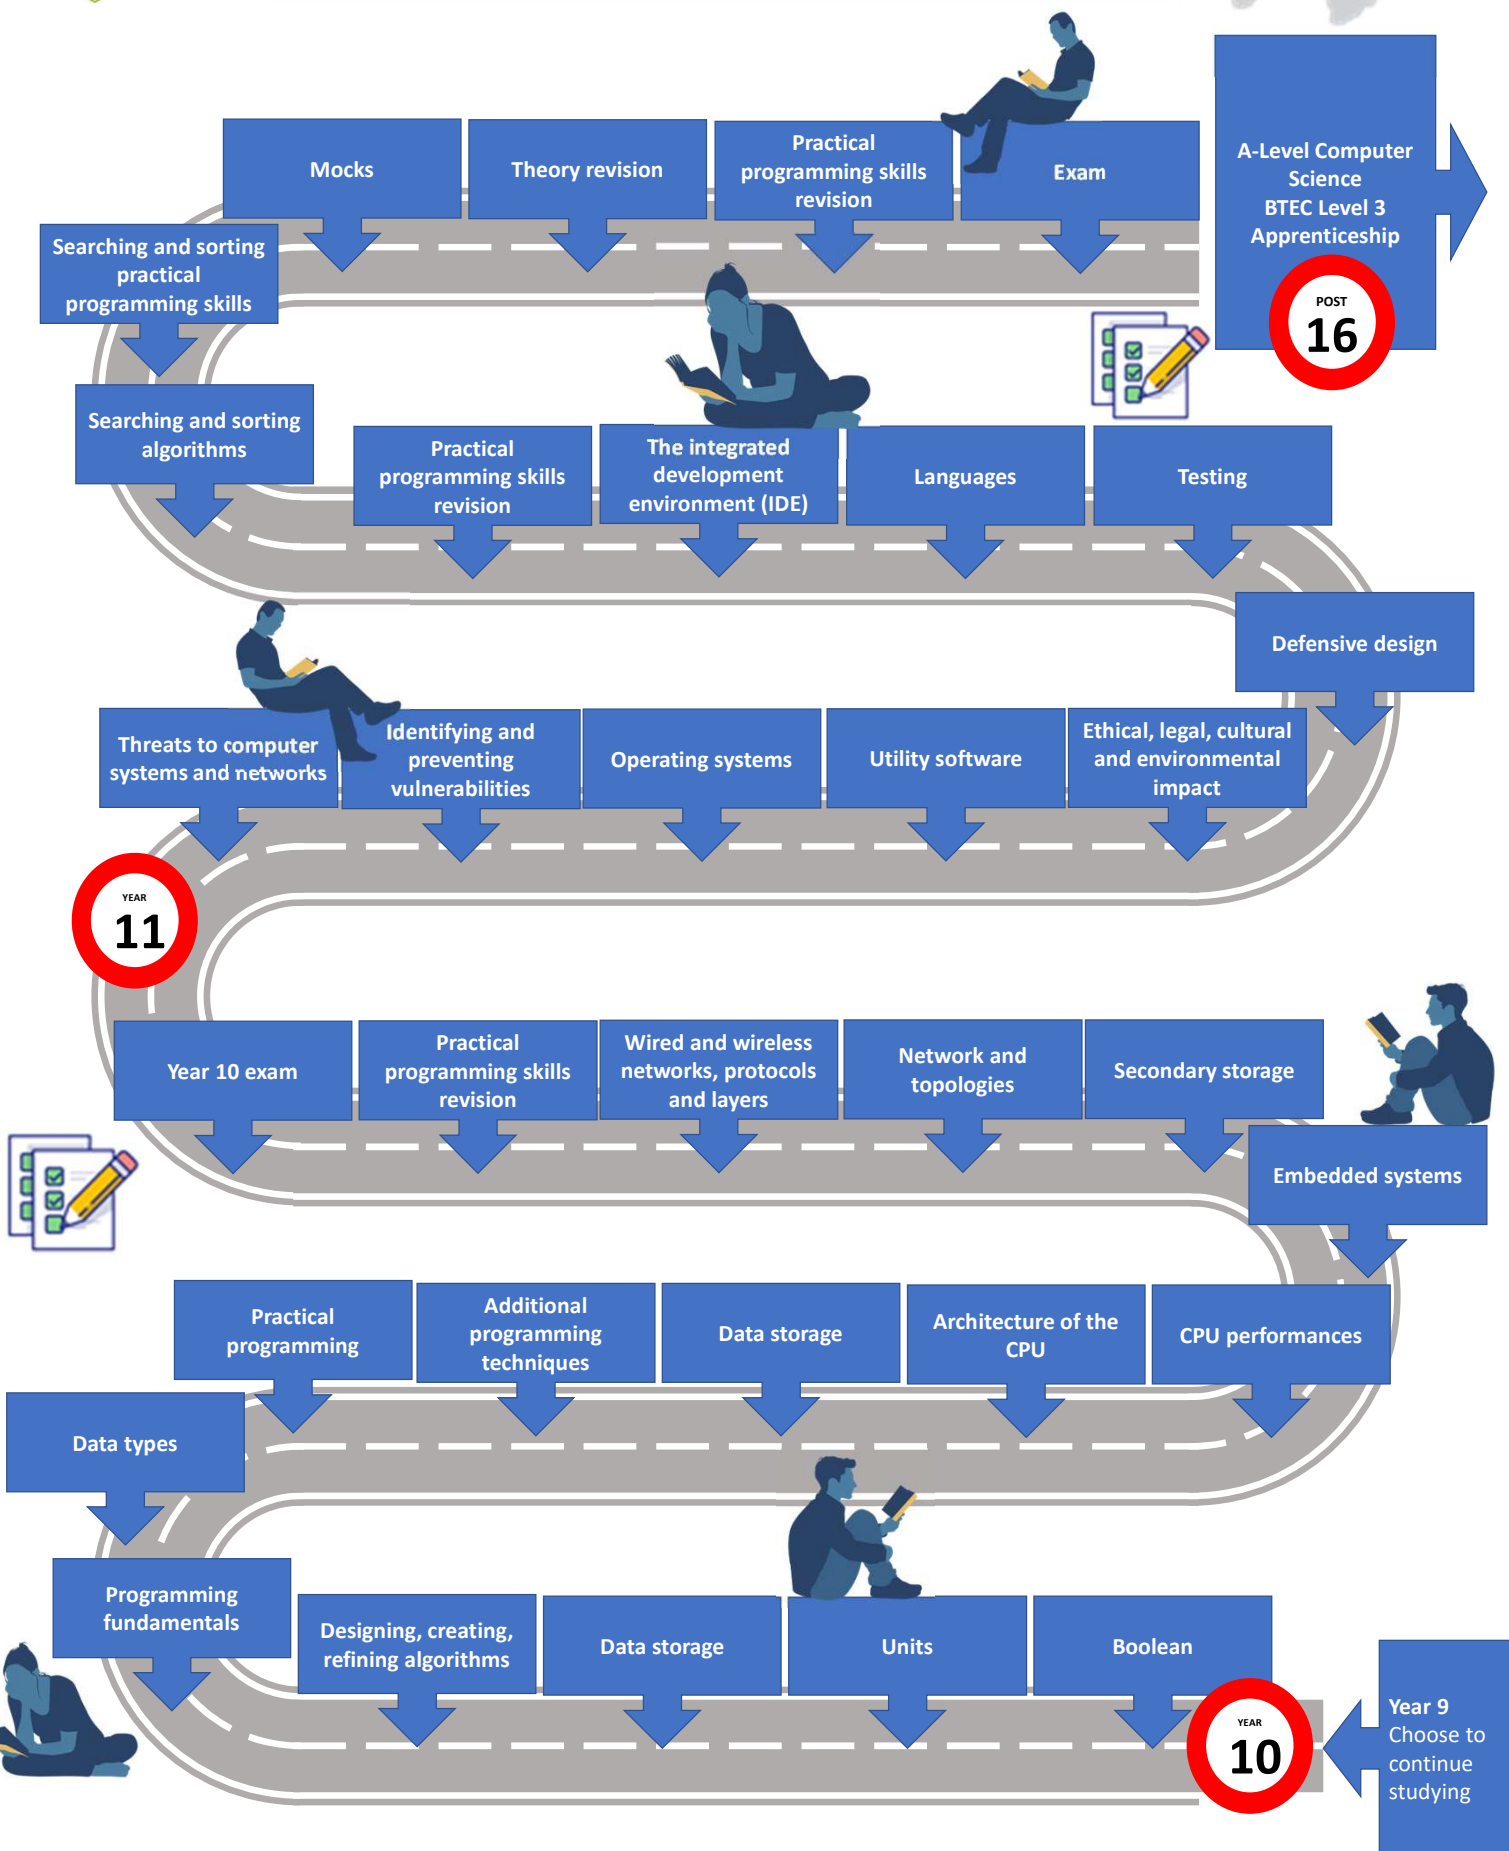 Mocks
Theory revision
Practical
programming skills
revision
Exam
A-Level Computer
Science
BTEC Level 3
Apprenticeship
POST
16
Searching and sorting
practical
programming skills
Searching and sorting
algorithms
Practical
programming skills
revision
The integrated
development
environment (IDE)
Languages
Testing
Defensive design
Threats to computer
systems and networks
Identifying and
preventing
vulnerabilities
Operating systems
Utility software
Ethical, legal, cultural
and environmental
impact
YEAR
11
Year 10 exam
Practical
programming skills
revision
Wired and wireless
networks, protocols
and layers
Network and
topologies
Secondary storage
Embedded systems
Practical
programming
Additional
programming
techniques
Data storage
Architecture of the
CPU
CPU performances
Data types
Programming
fundamentals
Designing, creating,
refining algorithms
Data storage
Units
Boolean
YEAR
10
Year 9
Choose to
continue
studying